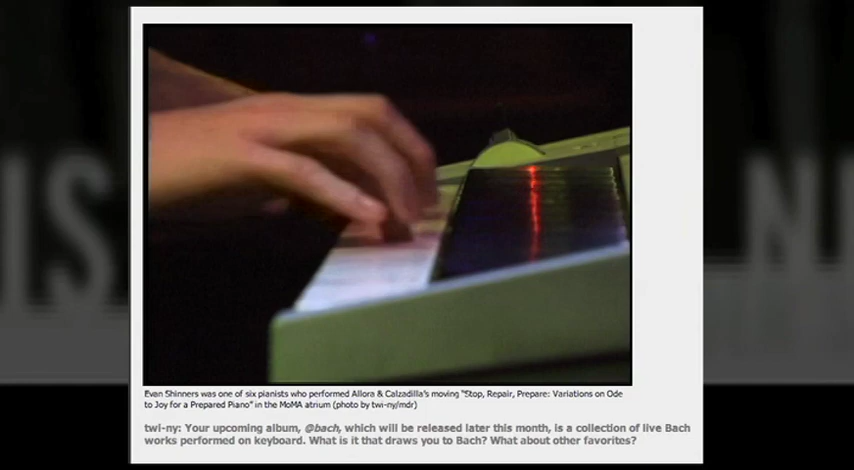 Evan Shinners was one of six pianists who performed Allora & Calzadilla's moving "Stop, Repair, Prepare: Variations on Ode
to Joy for a Prepared Piano" in the MoMA atrium (photo by twi-ny/mdr)
twi-ny: Your upcoming album, @bach, which will be released later this month, is a collection of live Bach
works performed on keyboard. What is it that draws you to Bach? What about other favorites?